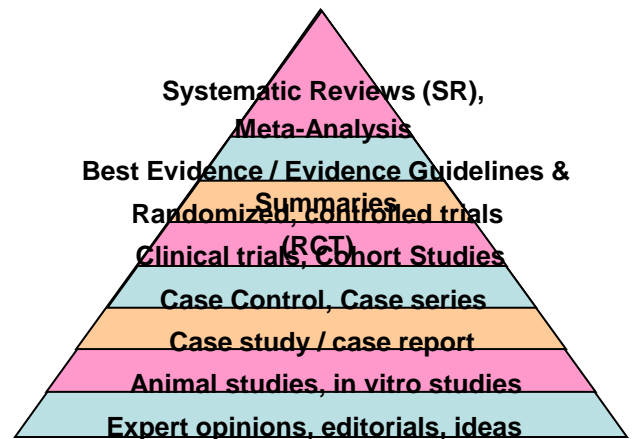 Systematic Reviews (SR),
Meta-Analysis
Best Evidence / Evidence Guidelines &
Summaries
Randomized, controlled trials
(RCT)
Clinical trials, Cohort Studies
Case Control, Case series
Case study / case report
Animal studies, in vitro studies
Expert opinions, editorials, ideas